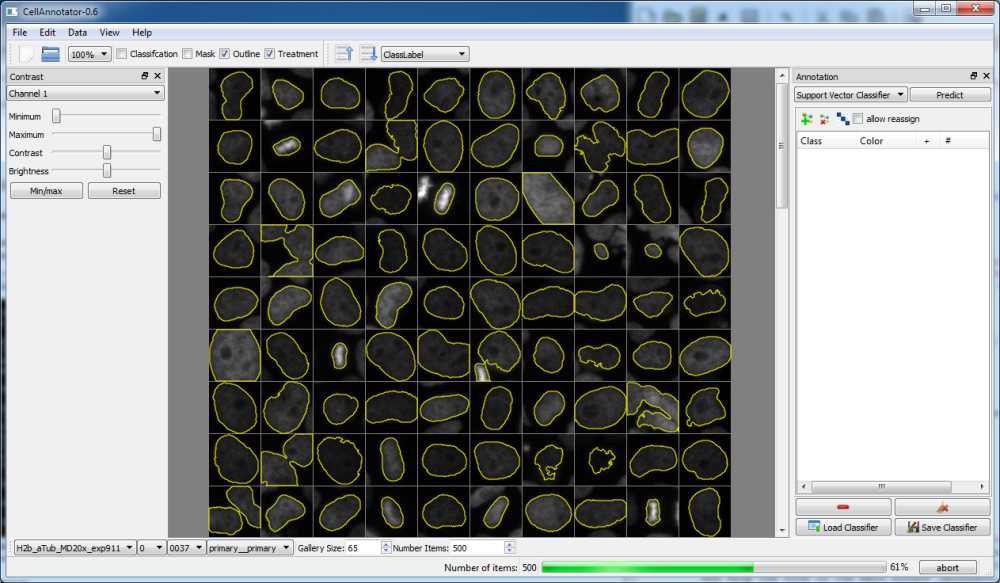 CellAnnotator-0.6
File Edit Data View Help
100% Classifcation Mask Outline Treatment ClassLabel
Contrast
Channel 1
Minimum
Maximum
Contrast
Brightness
Min/max Reset
Annotation
Support Vector Classifier Predict
allow reassign
Class Color + #
Load Classifier Save Classifier
H2b_aTub_MD20x_exp911 0 0037 primary__primary Gallery Size: 65 Number Items: 500
Number of items: 500 61% abort